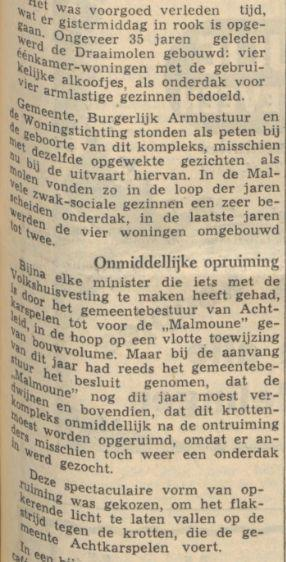 Het was voorgoed verleden tijd,
wat er gistermiddag in rook is opge-
gaan. Ongeveer 35 jaren geleden
werd de Draaimolen gebouwd: vier
éénkamer-woningen met de gebrui-
kelijke alkoofjes, als onderdak voor
vier armlastige gezinnen bedoeld.
Gemeente, Burgerlijk Armbestuur en
de Woningstichting stonden als peten bij
de geboorte van dit kompleks, misschien
met dezelfde opgewekte gezichten als
nu bij de uitvaart hiervan. In de Mal-
molen vonden zo in de loop der jaren
vele zwak-sociale gezinnen een zeer be-
scheiden onderdak, in de laatste jaren
werden de vier woningen omgebouwd
tot twee.
Onmiddellijke opruiming
Bijna elke minister die iets met de
Volkshuisvesting te maken heeft gehad,
is door het gemeentebestuur van Acht-
karspelen tot voor de „Malmoune” ge-
leid, in de hoop op een vlotte toewijzing
van bouwvolume. Maar bij de aanvang
van dit jaar had reeds het gemeentebe-
stuur het besluit genomen, dat de
„Malmoune” nog dit jaar moest ver-
dwijnen en bovendien, dat dit krotten-
kompleks onmiddellijk na de ontruiming
moest worden opgeruimd, omdat er an-
ders misschien toch weer een onderdak
in werd gezocht.
Deze spectaculaire vorm van op-
ruiming was gekozen, om het flak-
kerende licht te laten vallen op de
strijd tegen de krotten, die de ge-
meente Achtkarspelen voert.
In een